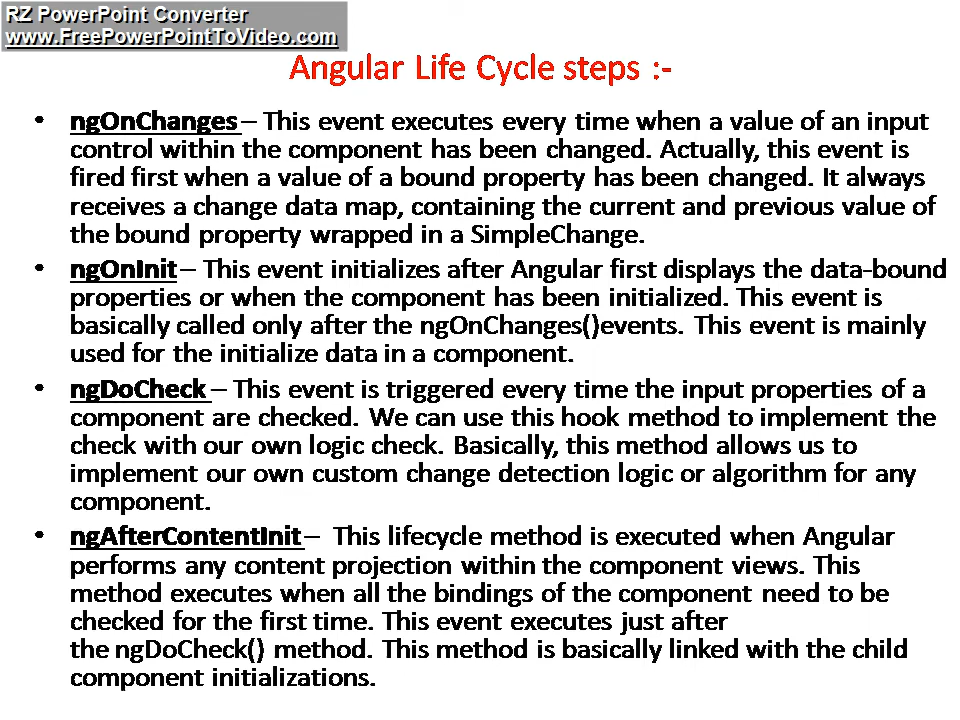 RZ PowerPoint Converter
www.FreePowerPointToVideo.com
Angular Life Cycle steps :-
• ngOnChanges – This event executes every time when a value of an input
control within the component has been changed. Actually, this event is
fired first when a value of a bound property has been changed. It always
receives a change data map, containing the current and previous value of
the bound property wrapped in a SimpleChange.
• ngOnInit – This event initializes after Angular first displays the data-bound
properties or when the component has been initialized. This event is
basically called only after the ngOnChanges()events. This event is mainly
used for the initialize data in a component.
• ngDoCheck – This event is triggered every time the input properties of a
component are checked. We can use this hook method to implement the
check with our own logic check. Basically, this method allows us to
implement our own custom change detection logic or algorithm for any
component.
• ngAfterContentInit – This lifecycle method is executed when Angular
performs any content projection within the component views. This
method executes when all the bindings of the component need to be
checked for the first time. This event executes just after
the ngDoCheck() method. This method is basically linked with the child
component initializations.